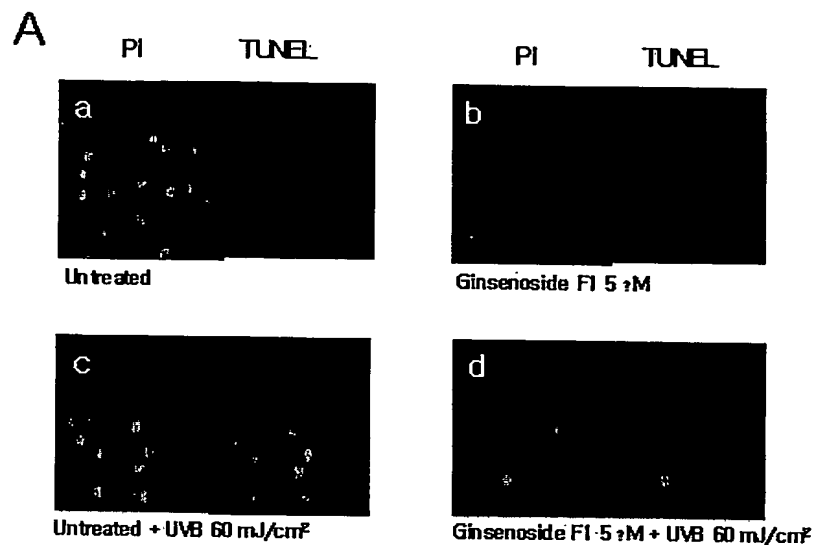 A
PI TUNEL PI TUNEL
a b
Untreated Ginsenoside F1 5 ?M
c d
Untreated + UVB 60 mJ/cm² Ginsenoside F1 5 ?M + UVB 60 mJ/cm²